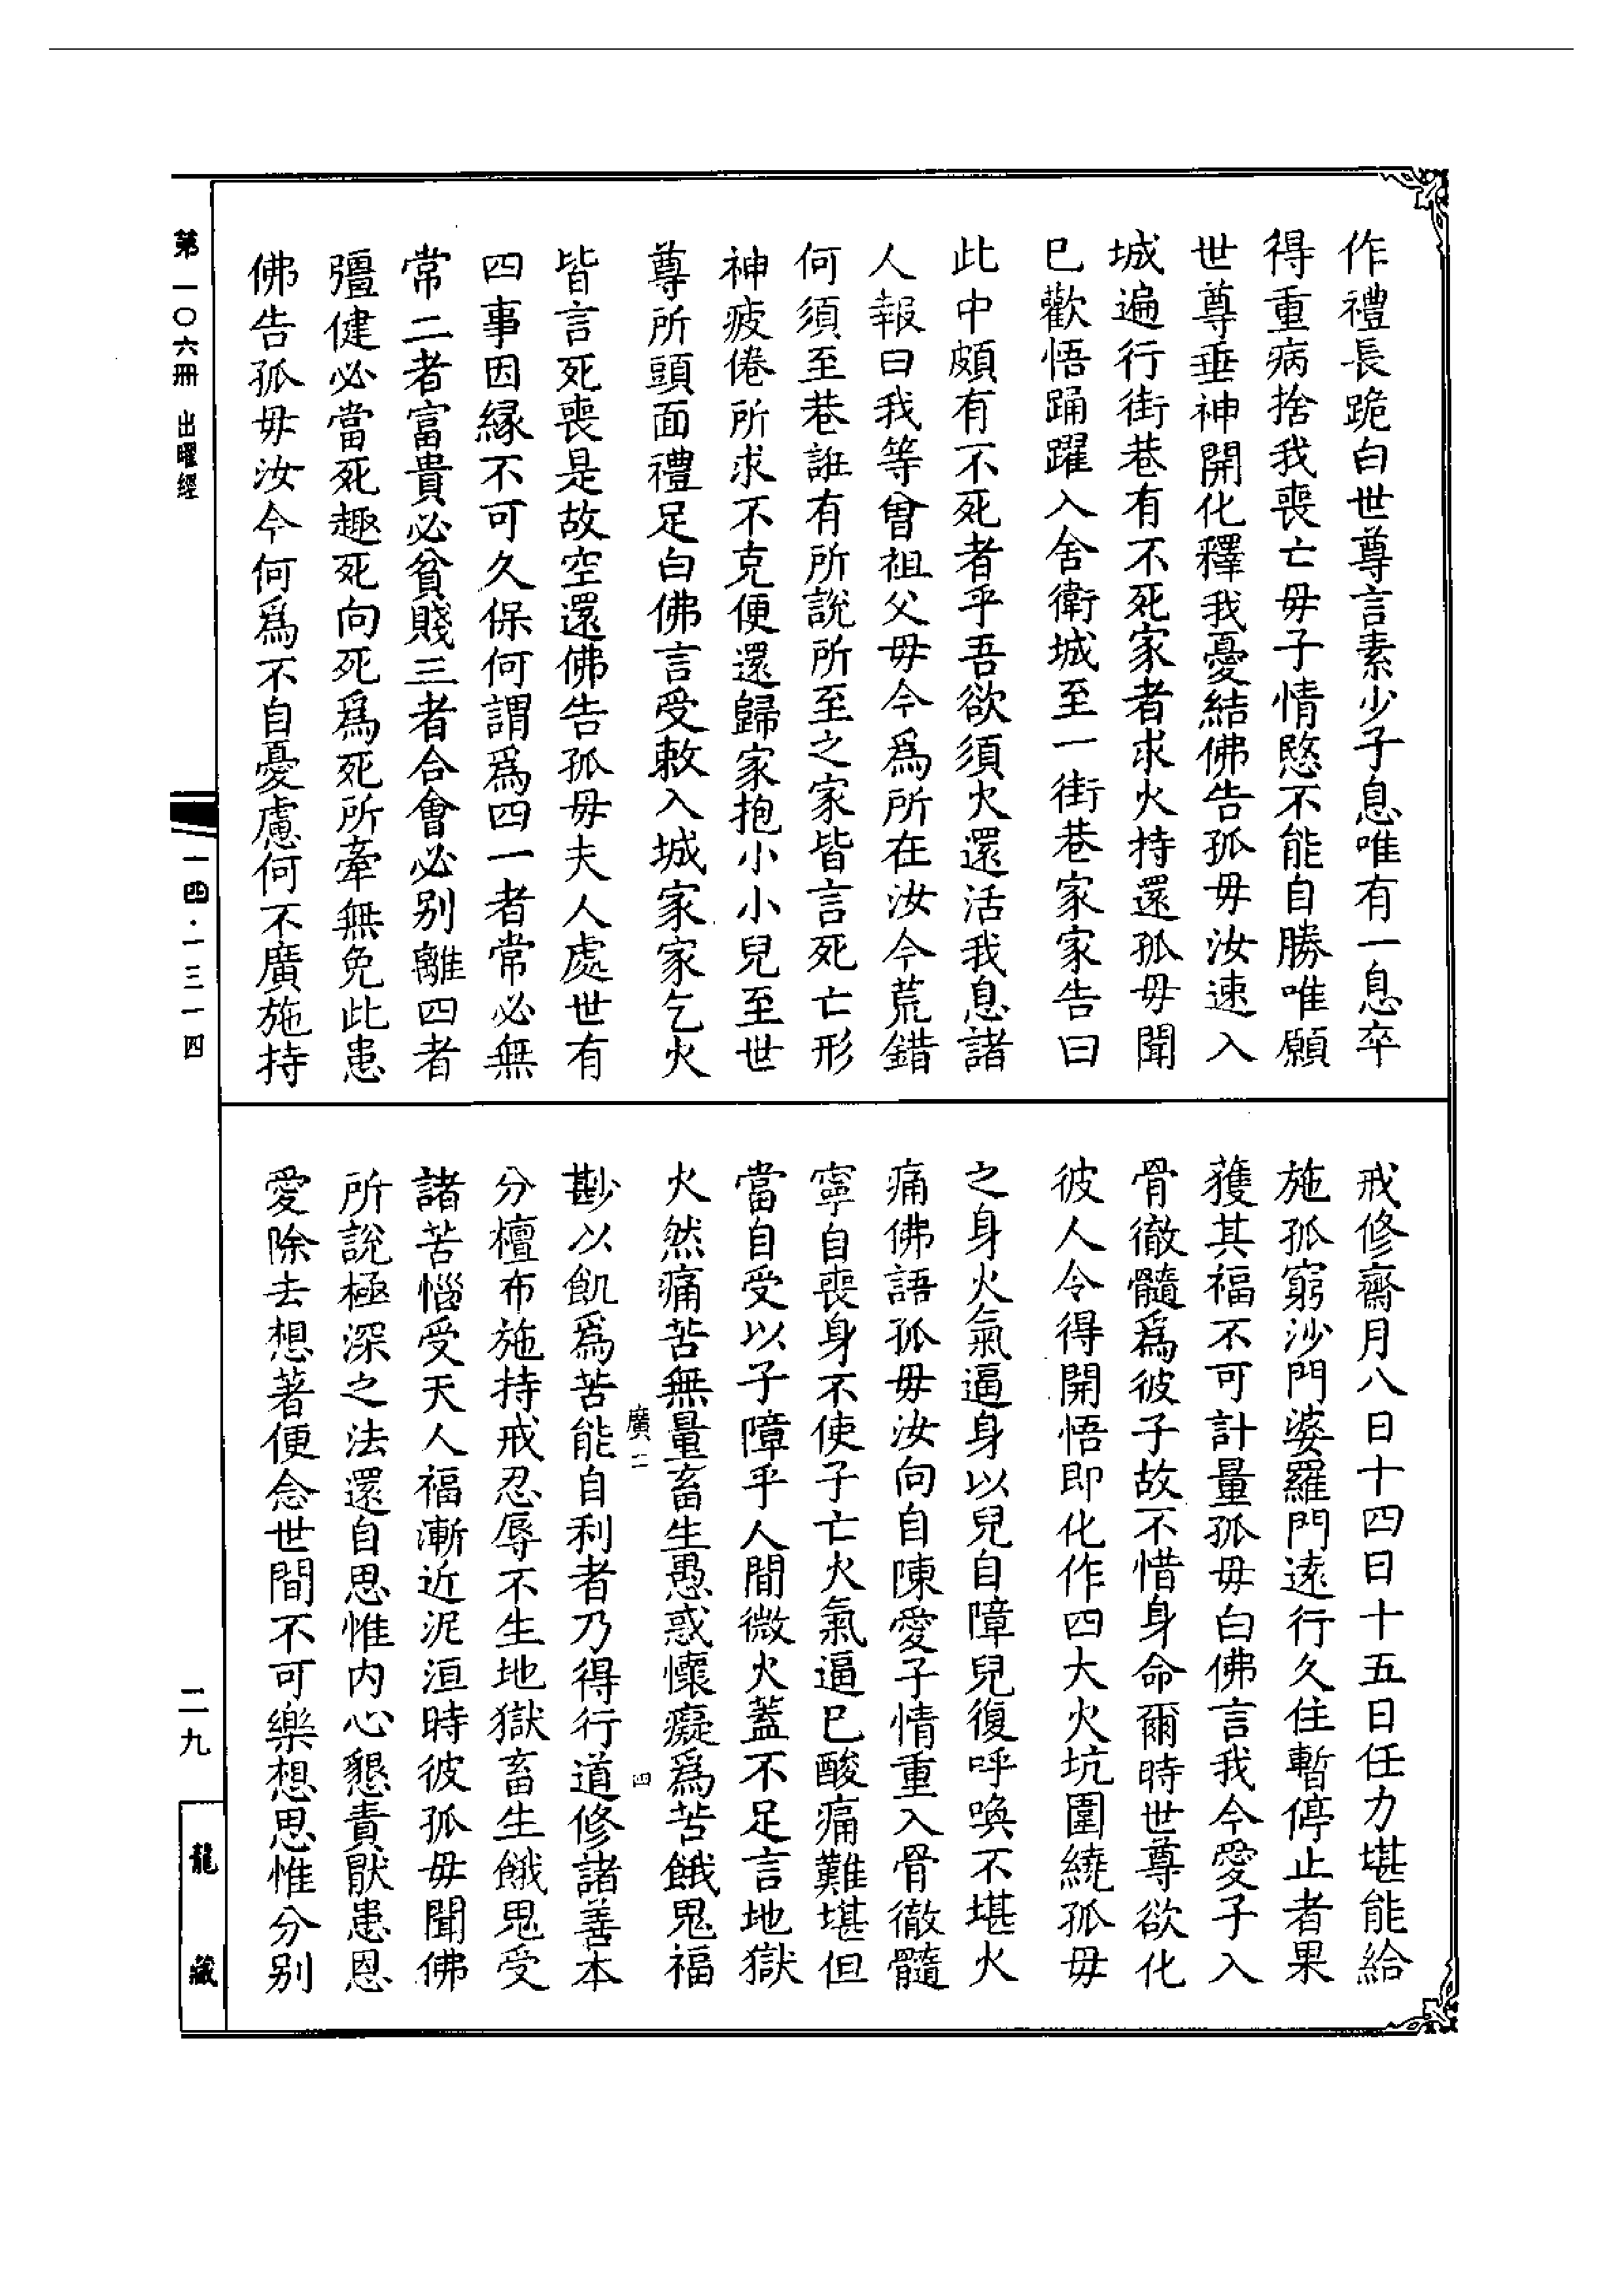 作禮長跪白世尊言素少子息唯有一息卒
得重病捨我喪亡毋子情愍不能自勝唯願
世尊垂神開化釋我憂結佛告孤毋汝速入
城遍行街巷有不死家者求火持還孤毋聞
巳歡悟踊躍入舍衛城至一街巷家家告曰
此中頗有不死者乎吾欲須火還活我息諸
人報曰我等曾祖父毋今爲所在汝今荒錯
何須至巷誑有所說所至之家皆言死亡形
神疲倦所求不克便還歸家抱小小兒至世
尊所頭面禮足白佛言受敕入城家家乞火
皆言死喪是故空還佛告孤毋夫人處世有
四事因緣不可久保何謂爲四一者常必無
常二者富貴必貧賤三者合會必别離四者
彊健必當死趣死向死爲死所牽無免此患
佛告孤毋汝今何爲不自憂慮何不廣施持
戒修齋月八日十四日十五日任力堪能給
施孤窮沙門婆羅門遠行久住暫停止者果
獲其福不可計量孤毋白佛言我今愛子入
骨徹髓爲彼子故不惜身命爾時世尊欲化
彼人令得開悟即化作四大火坑圍繞孤毋
之身火氣逼身以兒自障兒復呼喚不堪火
痛佛語孤毋汝向自陳愛子情重入骨徹髓
寧自喪身不使子亡火氣逼巳酸痛難堪但
當自受以子障乎人間微火蓋不足言地獄
火然痛苦無量畜生愚惑懷癡爲苦餓鬼福
廣二 四
尠以飢爲苦能自利者乃得行道修諸善本
分檀布施持戒忍辱不生地獄畜生餓鬼受
諸苦惱受天人福漸近泥洹時彼孤毋聞佛
所說極深之法還自思惟内心懇責猒患恩
愛除去想著便念世間不可樂想思惟分别
第一〇六冊 出曜經
一四·一三一四
二九
龍藏